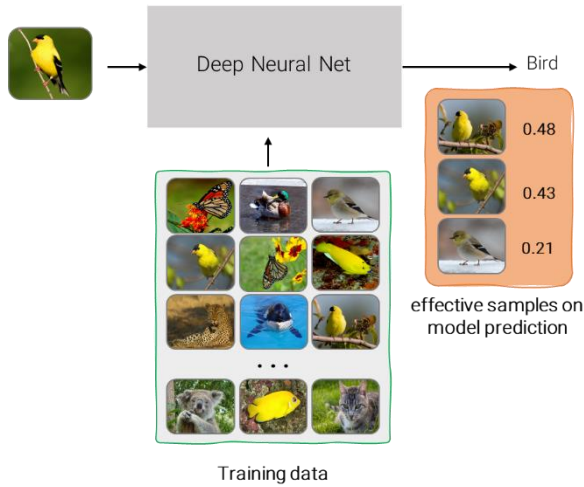 Deep Neural Net
Bird
0.48
0.43
0.21
effective samples on
model prediction
...
Training data